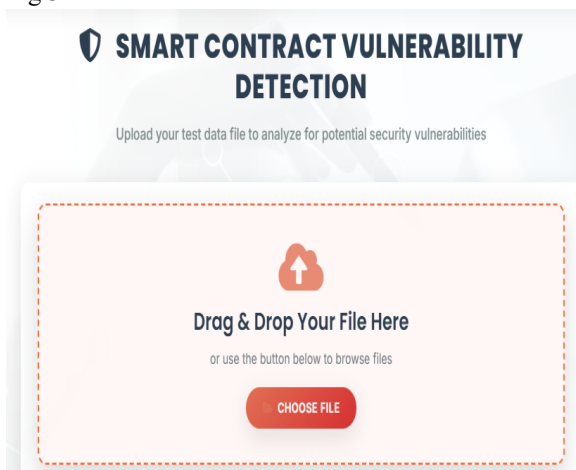 SMART CONTRACT VULNERABILITY
DETECTION
Upload your test data file to analyze for potential security vulnerabilities
Drag & Drop Your File Here
or use the button below to browse files
CHOOSE FILE